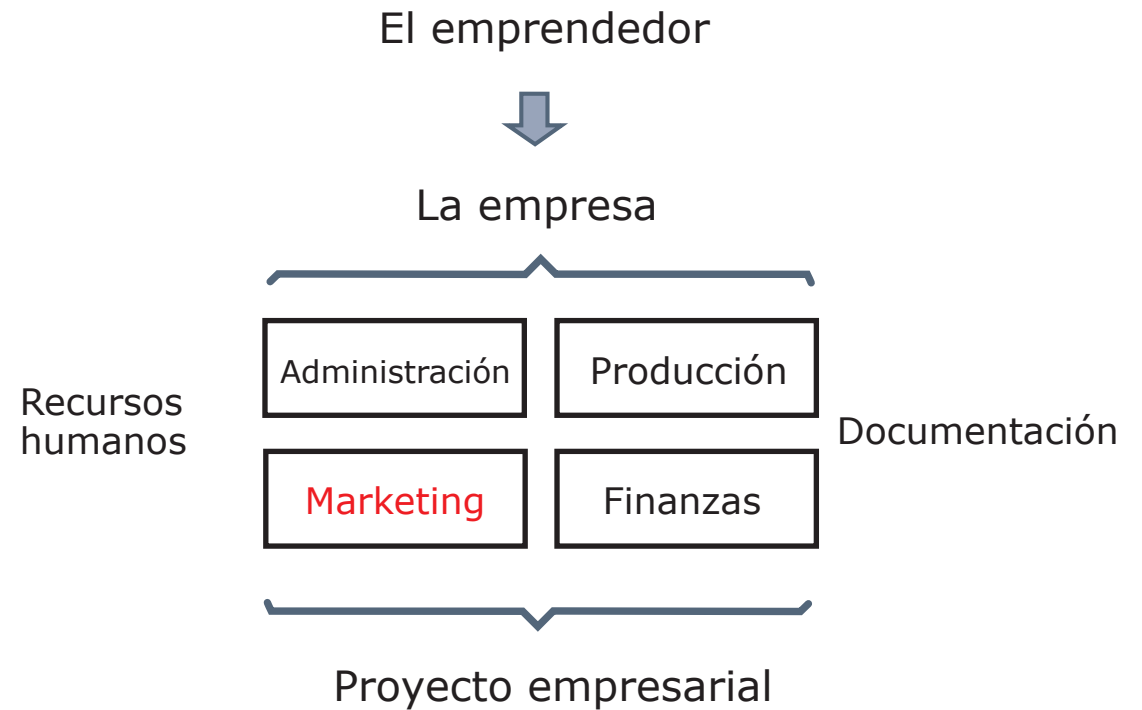 El emprendedor
La empresa
Administración
Producción
Recursos
humanos
Documentación
Marketing
Finanzas
Proyecto empresarial